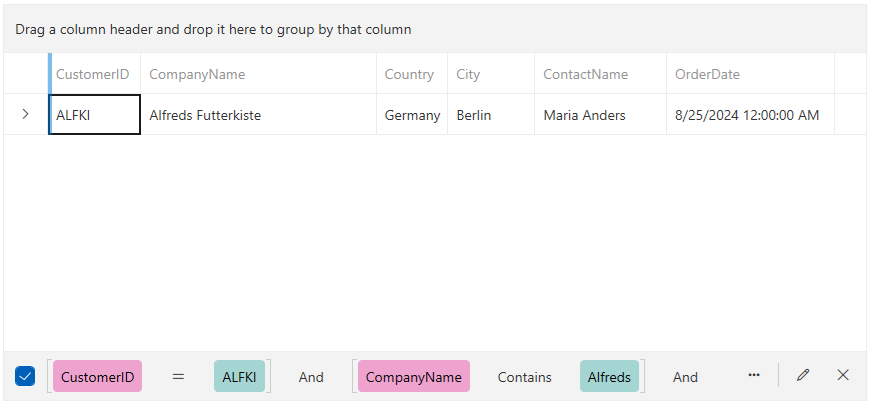 Drag a column header and drop it here to group by that column
CustomerID CompanyName Country City ContactName OrderDate
ALFKI Alfreds Futterkiste Germany Berlin Maria Anders 8/25/2024 12:00:00 AM
CustomerID = ALFKI And CompanyName Contains Alfreds And ...